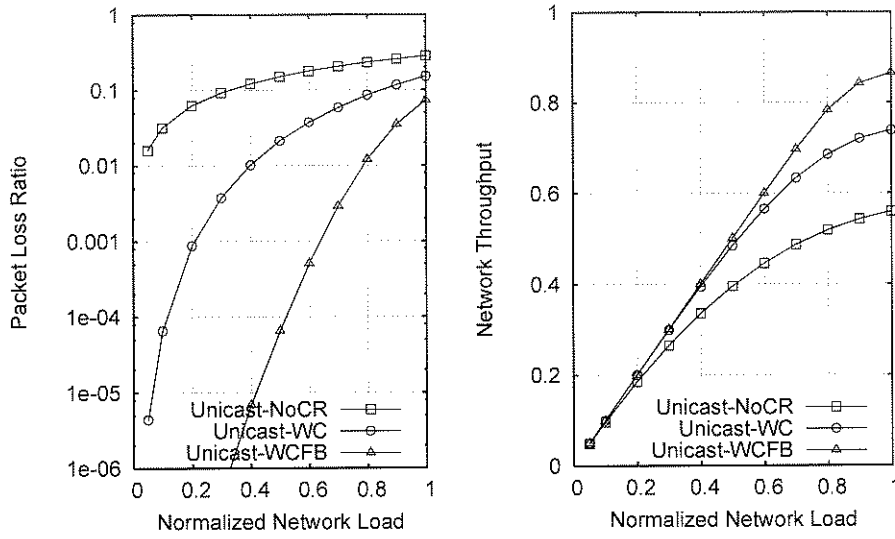 1
0.1
0.01
0.001
1e-04
1e-05
1e-06
Packet Loss Ratio
Unicast-NoCR
Unicast-WC
Unicast-WCFB
0 0.2 0.4 0.6 0.8 1
Normalized Network Load
1
0.8
0.6
0.4
0.2
0
Network Throughput
Unicast-NoCR
Unicast-WC
Unicast-WCFB
0 0.2 0.4 0.6 0.8 1
Normalized Network Load